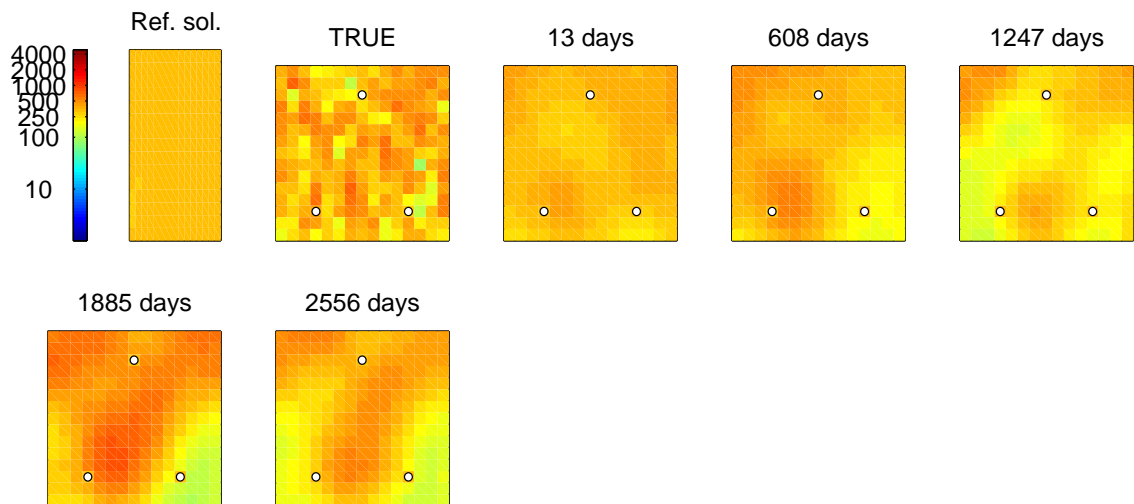 Ref. sol.
TRUE
13 days
608 days
1247 days
4000
2000
1000
500
250
100
10
1885 days
2556 days